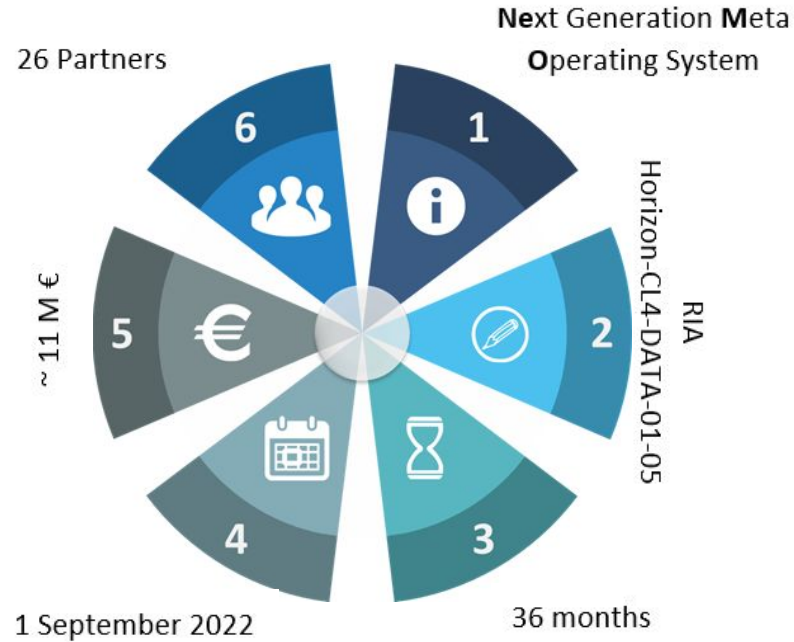 Next Generation Meta
Operating System
26 Partners
6
1
i
RIA
Horizon-CL4-DATA-01-05
~ 11 M €
5
€
2
4
3
1 September 2022
36 months